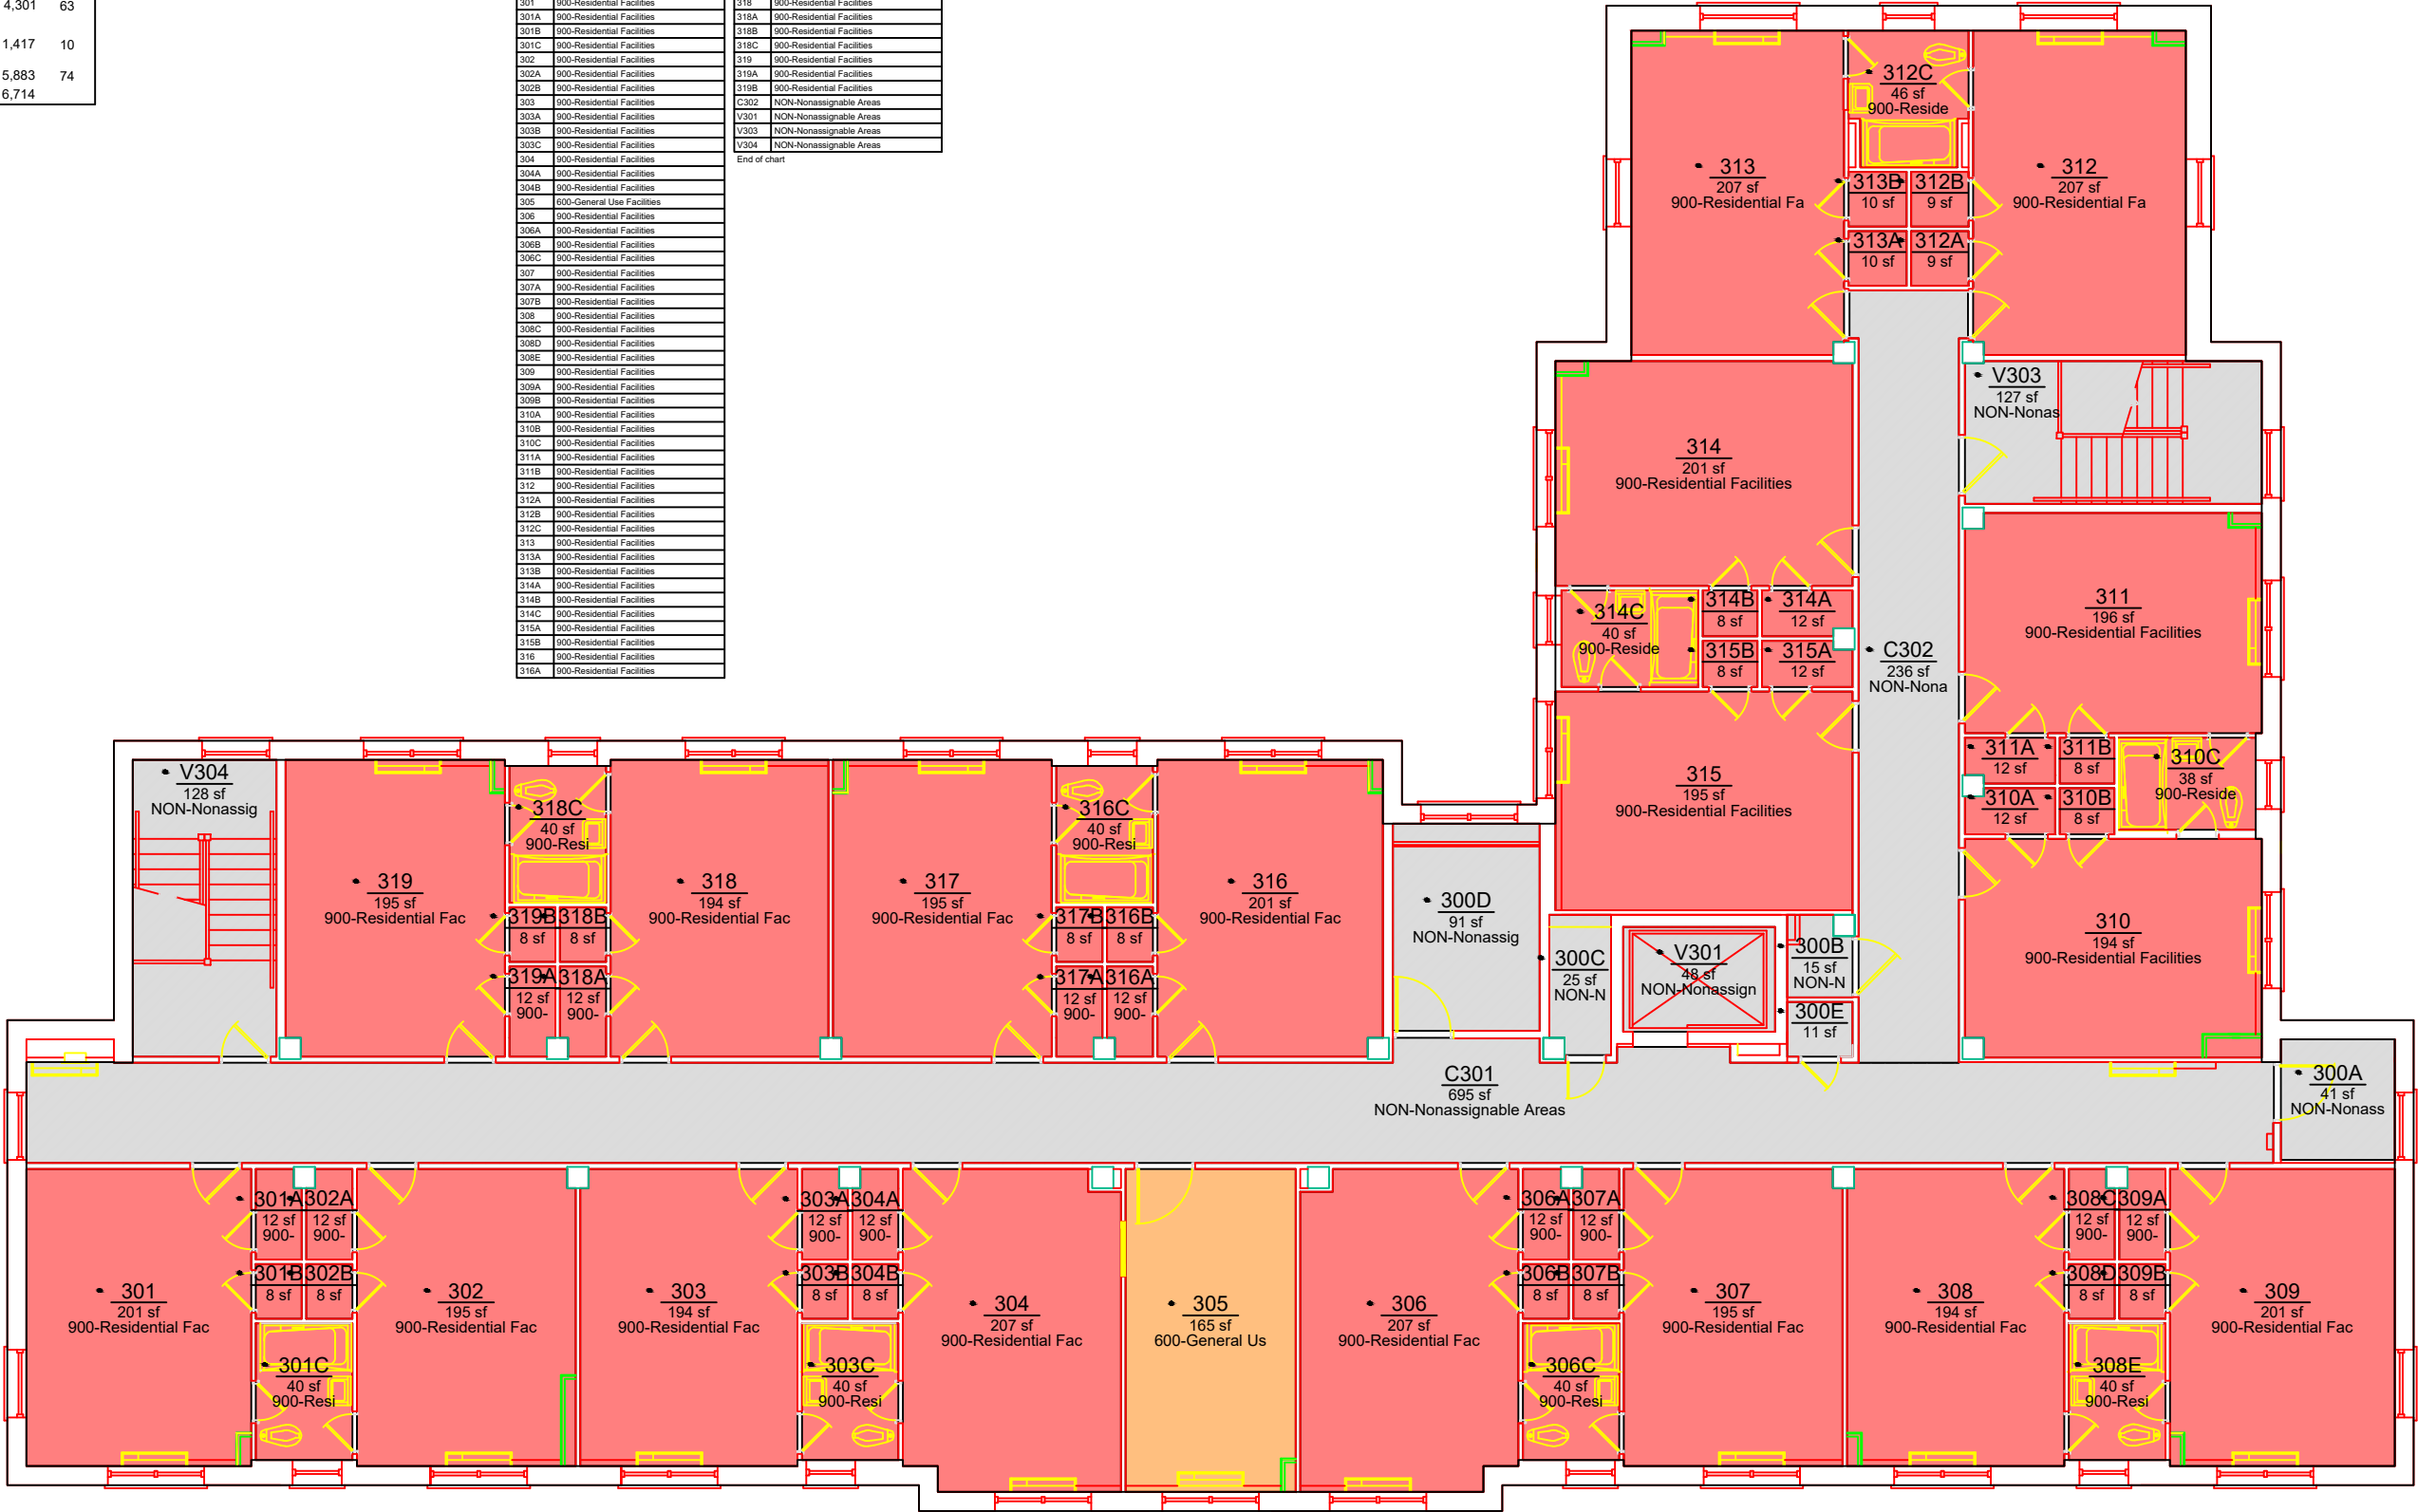 4,301 63
1,417 10
5,883 74
6,714
301 900-Residential Facilities
301A 900-Residential Facilities
301B 900-Residential Facilities
301C 900-Residential Facilities
302 900-Residential Facilities
302A 900-Residential Facilities
302B 900-Residential Facilities
303 900-Residential Facilities
303A 900-Residential Facilities
303B 900-Residential Facilities
303C 900-Residential Facilities
304 900-Residential Facilities
304A 900-Residential Facilities
304B 900-Residential Facilities
305 600-General Use Facilities
306 900-Residential Facilities
306A 900-Residential Facilities
306B 900-Residential Facilities
306C 900-Residential Facilities
307 900-Residential Facilities
307A 900-Residential Facilities
307B 900-Residential Facilities
308 900-Residential Facilities
308C 900-Residential Facilities
308D 900-Residential Facilities
308E 900-Residential Facilities
309 900-Residential Facilities
309A 900-Residential Facilities
309B 900-Residential Facilities
310A 900-Residential Facilities
310B 900-Residential Facilities
310C 900-Residential Facilities
311A 900-Residential Facilities
311B 900-Residential Facilities
312 900-Residential Facilities
312A 900-Residential Facilities
312B 900-Residential Facilities
312C 900-Residential Facilities
313 900-Residential Facilities
313A 900-Residential Facilities
313B 900-Residential Facilities
314A 900-Residential Facilities
314B 900-Residential Facilities
314C 900-Residential Facilities
315A 900-Residential Facilities
315B 900-Residential Facilities
316 900-Residential Facilities
316A 900-Residential Facilities
318 900-Residential Facilities
318A 900-Residential Facilities
318B 900-Residential Facilities
318C 900-Residential Facilities
319 900-Residential Facilities
319A 900-Residential Facilities
319B 900-Residential Facilities
C302 NON-Nonassignable Areas
V301 NON-Nonassignable Areas
V303 NON-Nonassignable Areas
V304 NON-Nonassignable Areas
End of chart
312C
46 sf
900-Reside
313
207 sf
900-Residential Fa
313B
10 sf
312B
9 sf
312
207 sf
900-Residential Fa
313A
10 sf
312A
9 sf
V303
127 sf
NON-Nonas
314
201 sf
900-Residential Facilities
314C
40 sf
900-Reside
314B
8 sf
314A
12 sf
315B
8 sf
315A
12 sf
C302
236 sf
NON-Nona
311
196 sf
900-Residential Facilities
311A
12 sf
311B
8 sf
310C
38 sf
900-Reside
310A
12 sf
310B
8 sf
315
195 sf
900-Residential Facilities
310
194 sf
900-Residential Facilities
V304
128 sf
NON-Nonassig
319
195 sf
900-Residential Fac
318C
40 sf
900-Resi
319B
8 sf
318B
8 sf
319A
12 sf
900-
318A
12 sf
900-
318
194 sf
900-Residential Fac
317
195 sf
900-Residential Fac
316C
40 sf
900-Resi
317B
8 sf
316B
8 sf
317A
12 sf
900-
316A
12 sf
900-
316
201 sf
900-Residential Fac
300D
91 sf
NON-Nonassig
300C
25 sf
NON-N
V301
48 sf
NON-Nonassign
300B
15 sf
NON-N
300E
11 sf
C301
695 sf
NON-Nonassignable Areas
300A
41 sf
NON-Nonass
301
201 sf
900-Residential Fac
301A
12 sf
900-
302A
12 sf
900-
301B
8 sf
302B
8 sf
301C
40 sf
900-Resi
302
195 sf
900-Residential Fac
303
194 sf
900-Residential Fac
303A
12 sf
900-
304A
12 sf
900-
303B
8 sf
304B
8 sf
303C
40 sf
900-Resi
304
207 sf
900-Residential Fac
305
165 sf
600-General Us
306
207 sf
900-Residential Fac
306A
12 sf
900-
307A
12 sf
900-
306B
8 sf
307B
8 sf
306C
40 sf
900-Resi
307
195 sf
900-Residential Fac
308
194 sf
900-Residential Fac
308C
12 sf
900-
309A
12 sf
900-
308D
8 sf
309B
8 sf
308E
40 sf
900-Resi
309
201 sf
900-Residential Fac